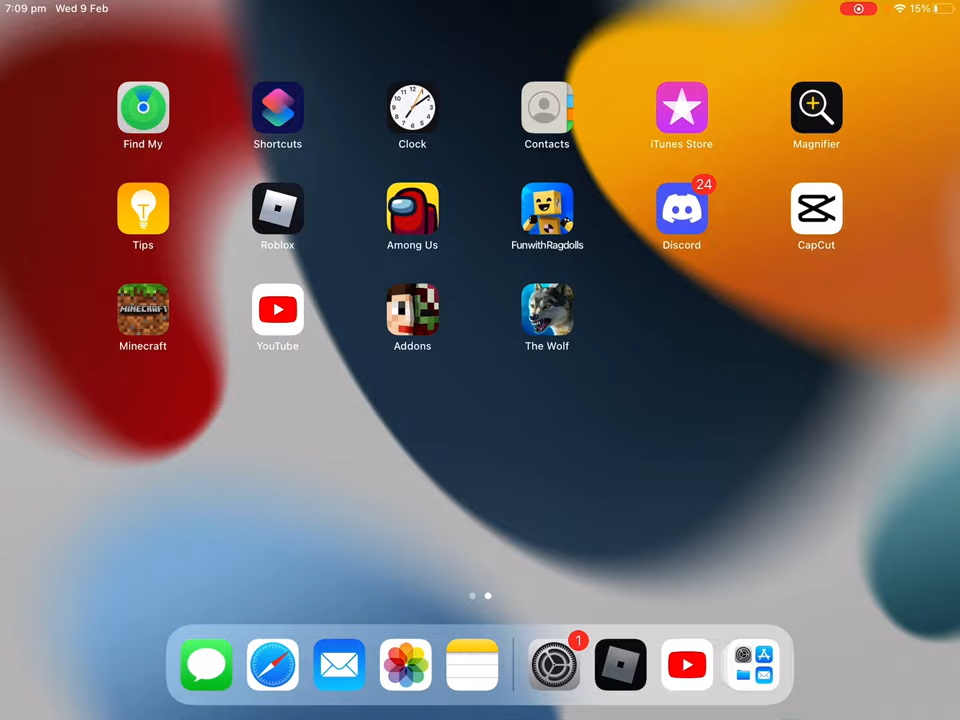 7:09 pm Wed 9 Feb 15%
Find My Shortcuts Clock Contacts iTunes Store Magnifier
24
Tips Roblox Among Us FunwithRagdolls Discord CapCut
MINECRAFT
Minecraft YouTube Addons The Wolf
1